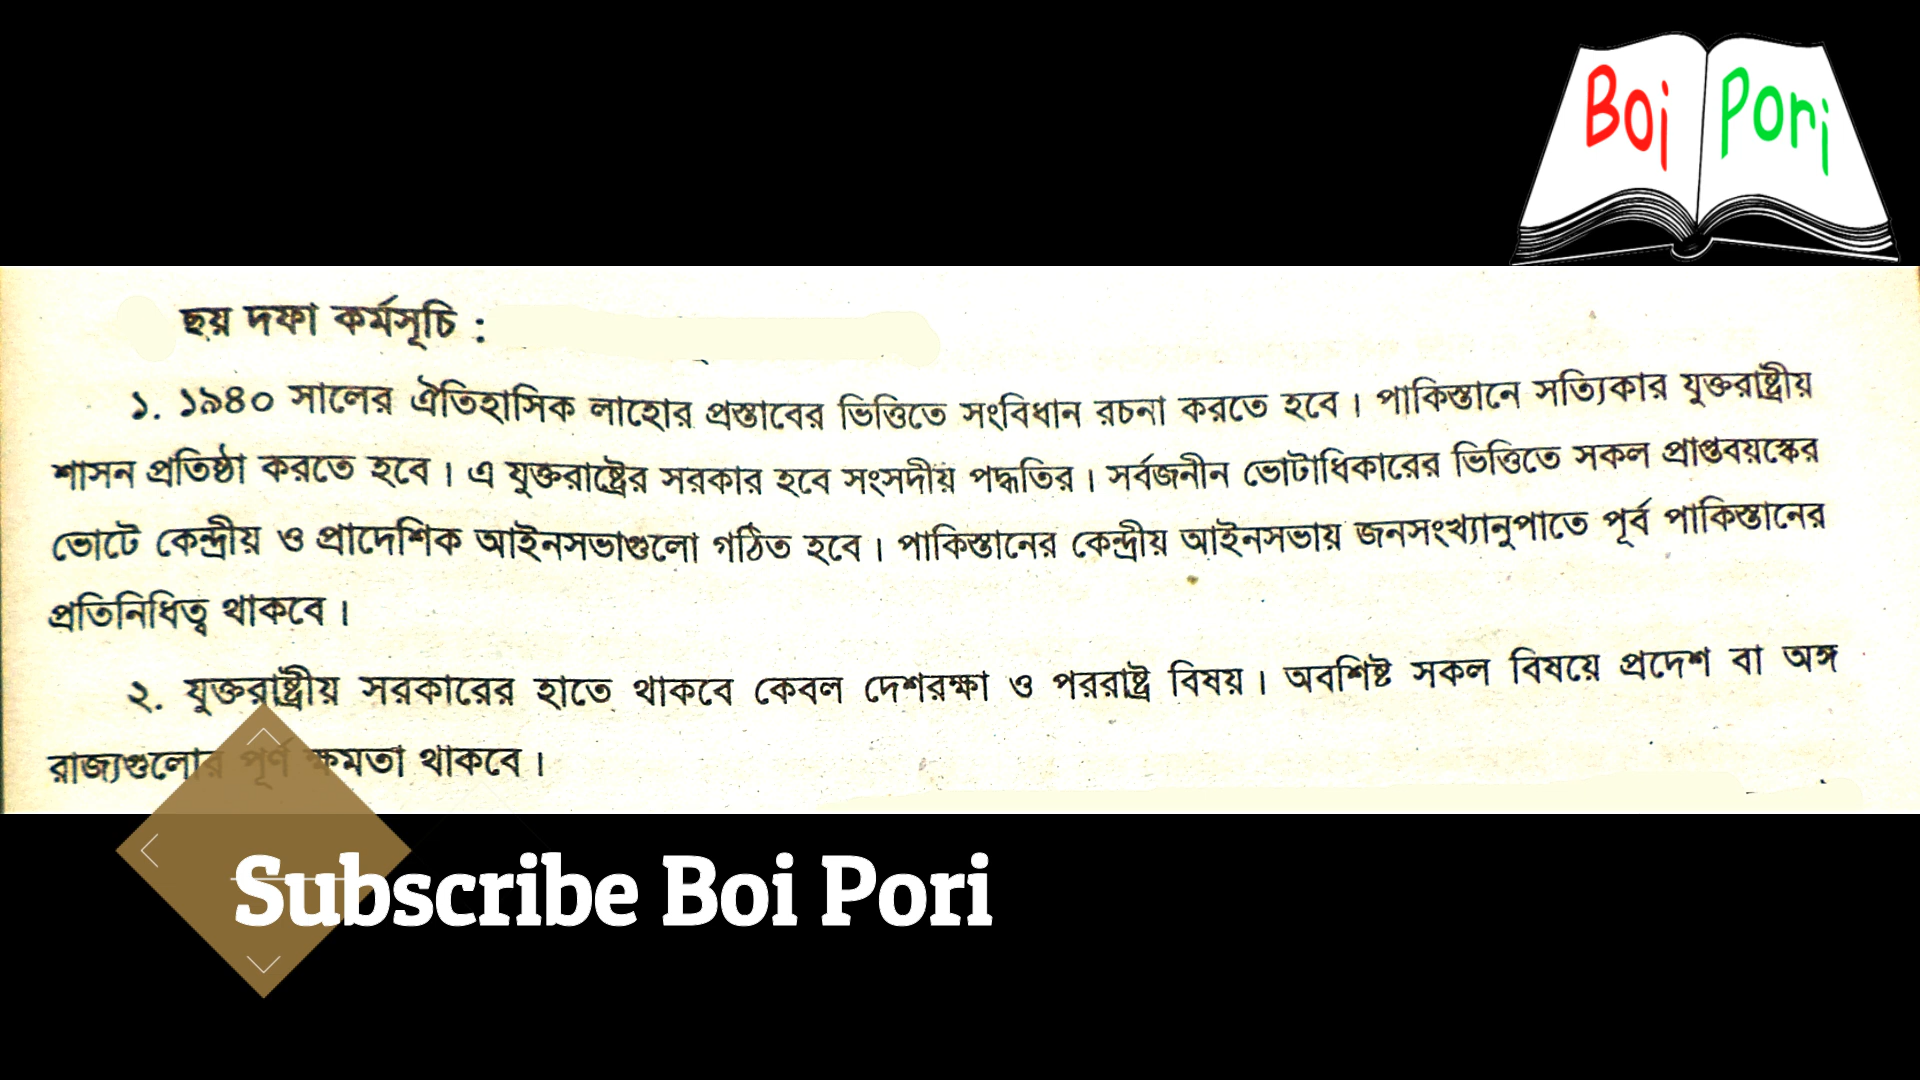 Boi Pori
ছয় দফা কর্মসূচি :
১. ১৯৪০ সালের ঐতিহাসিক লাহোর প্রস্তাবের ভিত্তিতে সংবিধান রচনা করতে হবে। পাকিস্তানে সত্যিকার যুক্তরাষ্ট্রীয়
শাসন প্রতিষ্ঠা করতে হবে। এ যুক্তরাষ্ট্রের সরকার হবে সংসদীয় পদ্ধতির। সর্বজনীন ভোটাধিকারের ভিত্তিতে সকল প্রাপ্তবয়স্কের
ভোটে কেন্দ্রীয় ও প্রাদেশিক আইনসভাগুলো গঠিত হবে। পাকিস্তানের কেন্দ্রীয় আইনসভায় জনসংখ্যানুপাতে পূর্ব পাকিস্তানের
প্রতিনিধিত্ব থাকবে।
২. যুক্তরাষ্ট্রীয় সরকারের হাতে থাকবে কেবল দেশরক্ষা ও পররাষ্ট্র বিষয়। অবশিষ্ট সকল বিষয়ে প্রদেশ বা অঙ্গ
রাজ্যগুলোর পূর্ণ ক্ষমতা থাকবে।
Subscribe Boi Pori